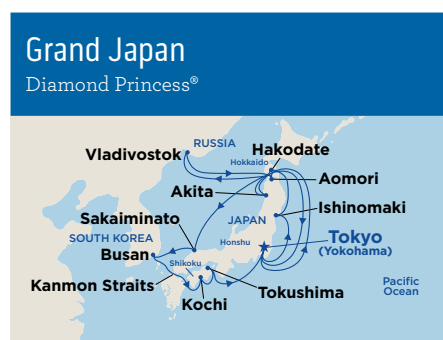 Grand Japan
Diamond Princess®
RUSSIA
Vladivostok
Hakodate
Hokkaido
Aomori
Akita
Ishinomaki
Sakaiminato
JAPAN
SOUTH KOREA
Honshu
Tokyo
(Yokohama)
Busan
Shikoku
Kanmon Straits
Tokushima
Pacific
Ocean
Kochi